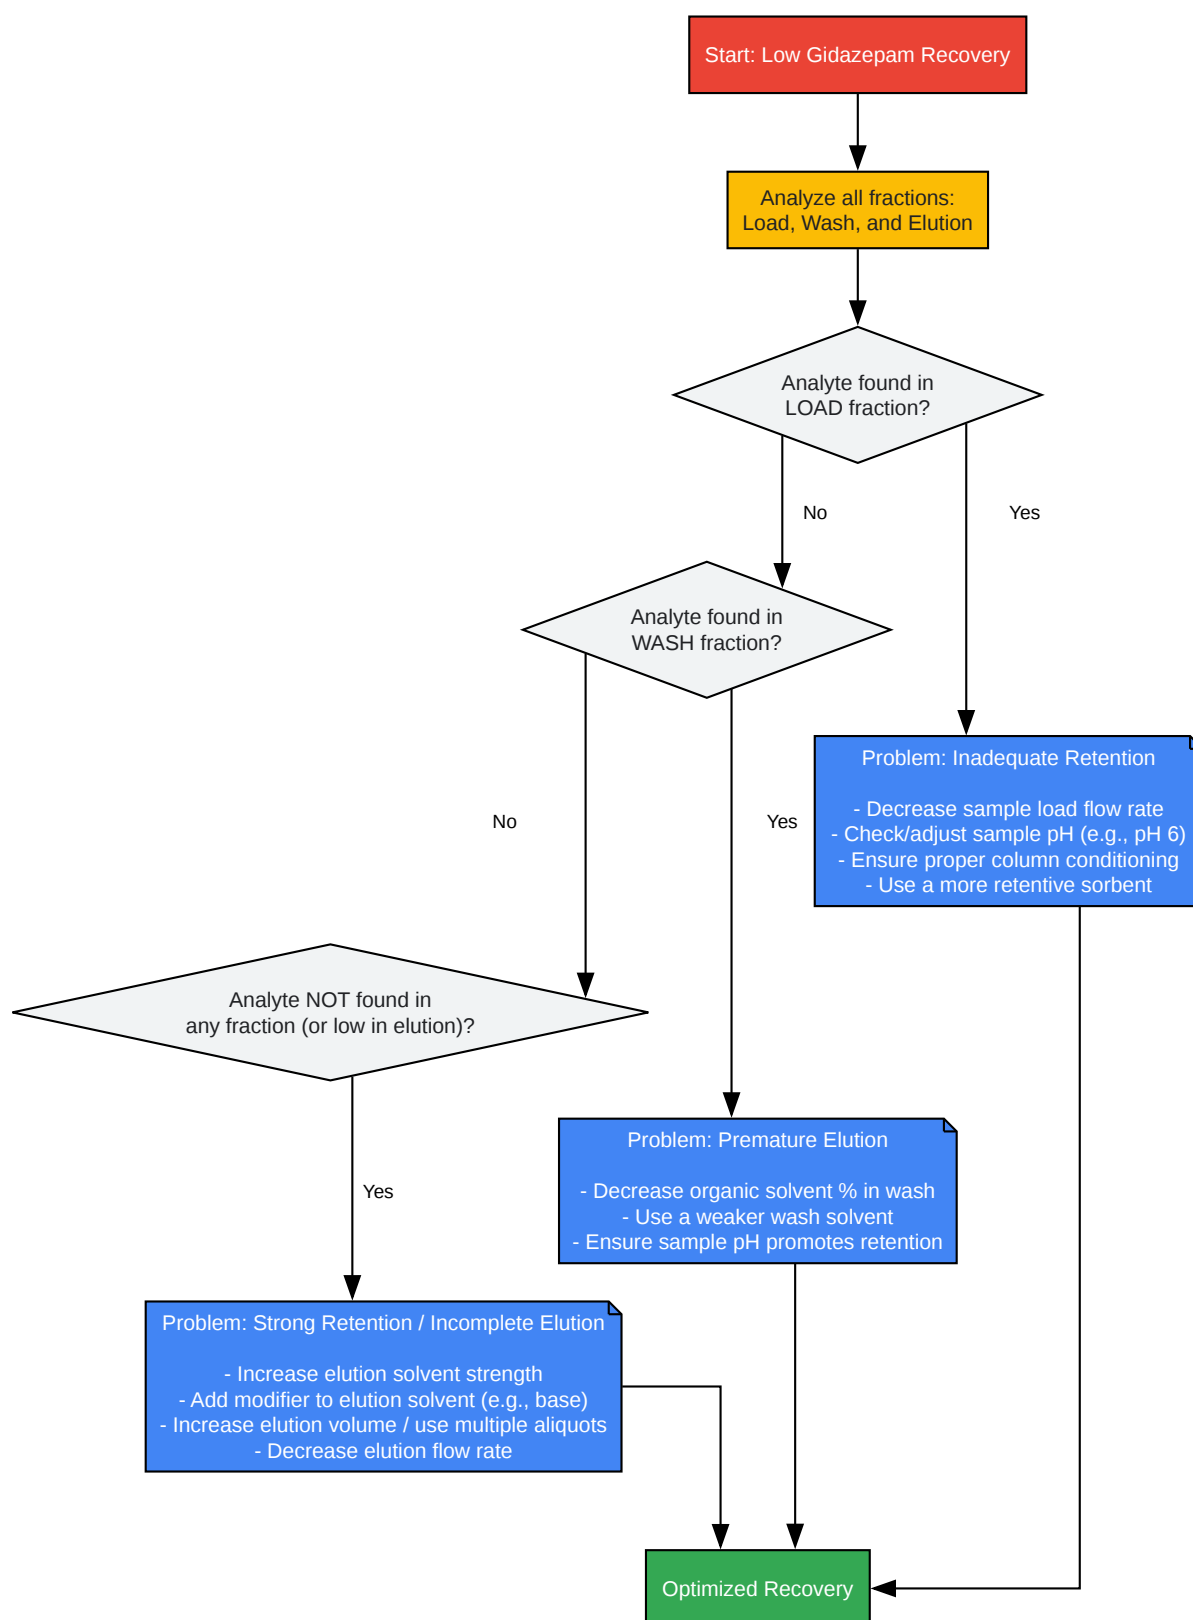 Start: Low Gidazepam Recovery
Analyze all fractions:
Load, Wash, and Elution
Analyte found in
LOAD fraction?
No
Yes
Analyte found in
WASH fraction?
Problem: Inadequate Retention
- Decrease sample load flow rate
- Check/adjust sample pH (e.g., pH 6)
- Ensure proper column conditioning
- Use a more retentive sorbent
No
Yes
Analyte NOT found in
any fraction (or low in elution)?
Problem: Premature Elution
- Decrease organic solvent % in wash
- Use a weaker wash solvent
- Ensure sample pH promotes retention
Yes
Problem: Strong Retention / Incomplete Elution
- Increase elution solvent strength
- Add modifier to elution solvent (e.g., base)
- Increase elution volume / use multiple aliquots
- Decrease elution flow rate
Optimized Recovery